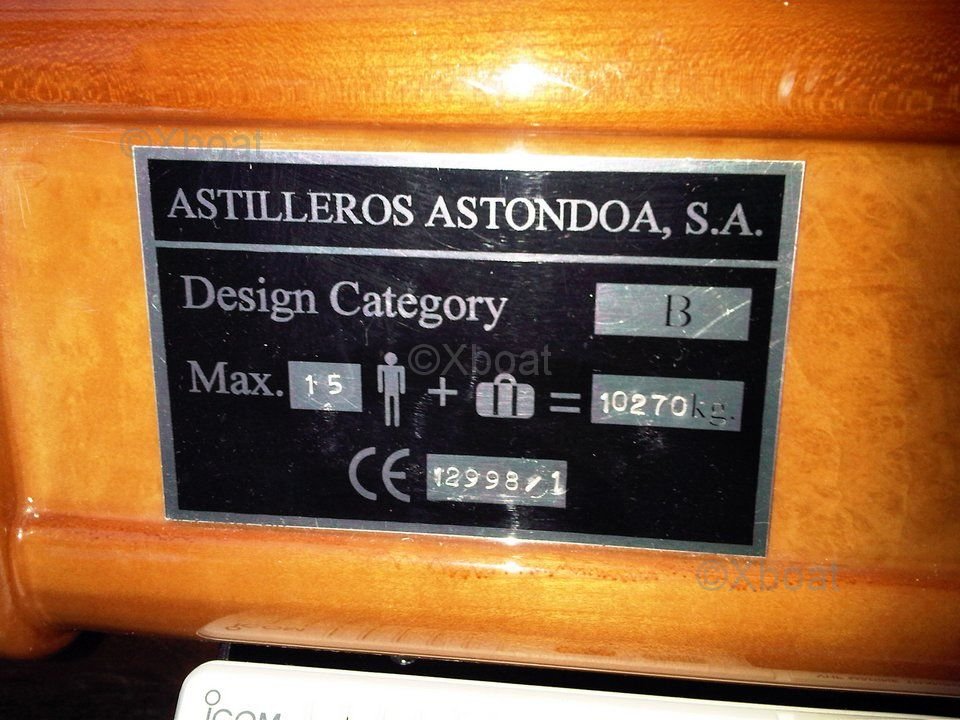 ©Xboat
ASTILLEROS ASTONDOA, S.A.
Design Category B
©Xboat
Max. 15 + = 10270kg.
CE 12998/1
©Xboat
ICOM